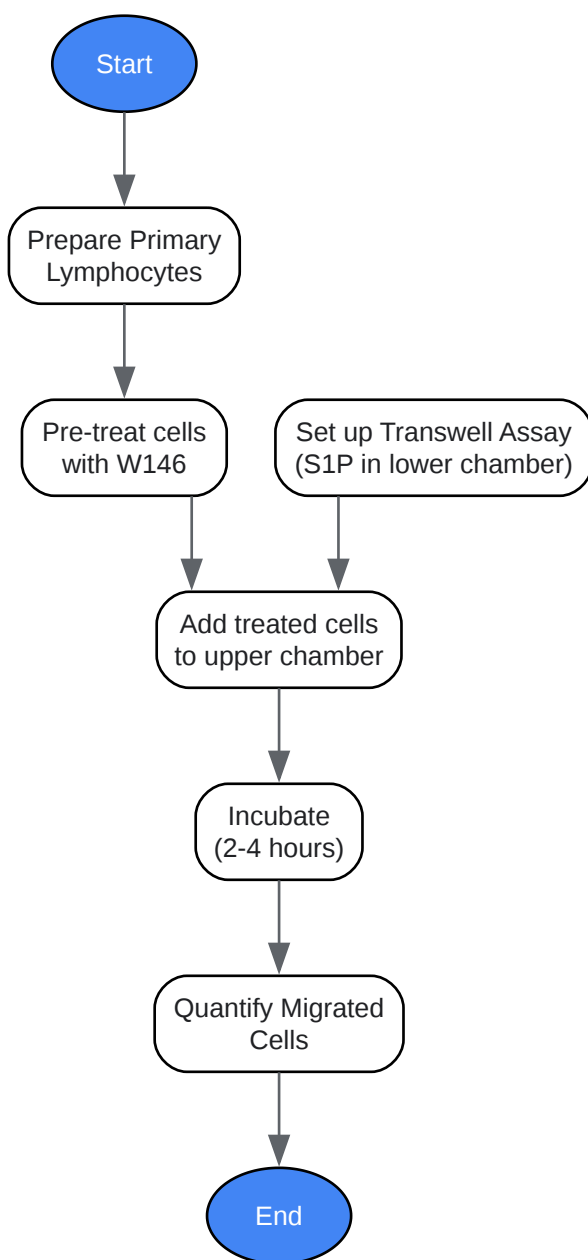 Start
Prepare Primary
Lymphocytes
Pre-treat cells
with W146
Set up Transwell Assay
(S1P in lower chamber)
Add treated cells
to upper chamber
Incubate
(2-4 hours)
Quantify Migrated
Cells
End